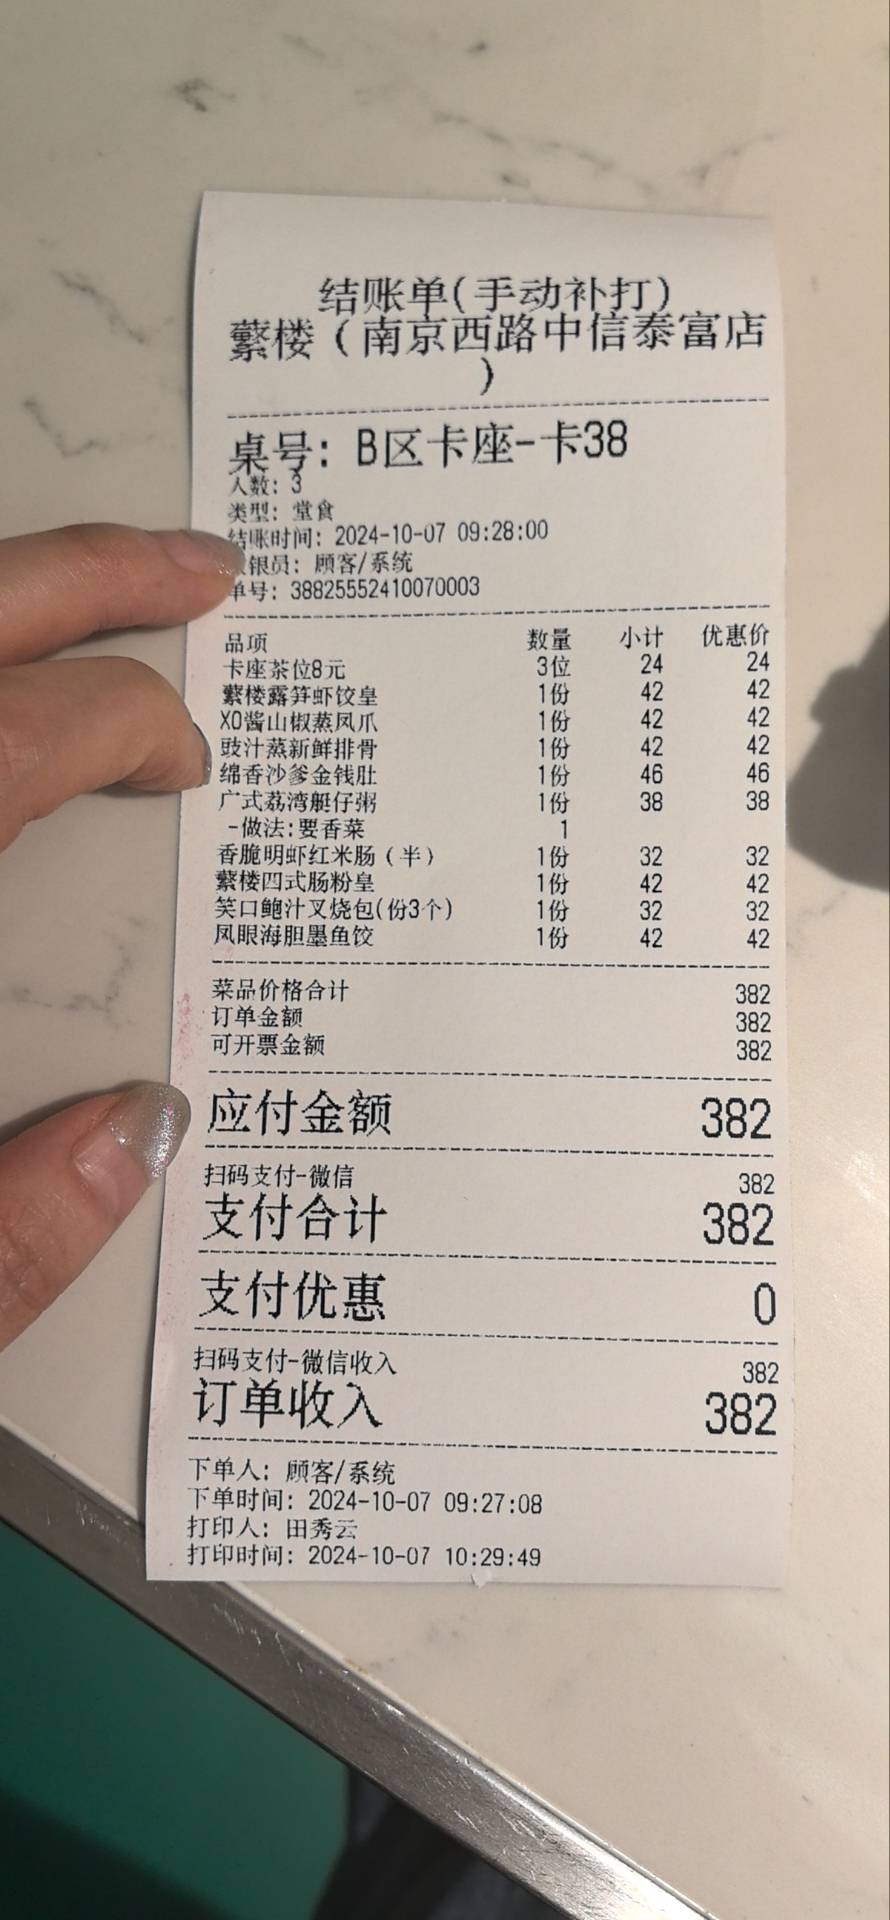 结账单(手动补打)
蘩楼（南京西路中信泰富店
）
桌号: B区卡座-卡38
人数: 3
类型: 堂食
结账时间: 2024-10-07 09:28:00
银员: 顾客/系统
单号: 38825552410070003
品项 数量 小计 优惠价
卡座茶位8元 3位 24 24
蘩楼露笋虾饺皇 1份 42 42
XO酱山椒蒸凤爪 1份 42 42
豉汁蒸新鲜排骨 1份 42 42
绵香沙爹金钱肚 1份 46 46
广式荔湾艇仔粥 1份 38 38
-做法:要香菜 1
香脆明虾红米肠（半） 1份 32 32
蘩楼四式肠粉皇 1份 42 42
笑口鲍汁叉烧包(份3个) 1份 32 32
凤眼海胆墨鱼饺 1份 42 42
菜品价格合计 382
订单金额 382
可开票金额 382
应付金额 382
扫码支付-微信 382
支付合计 382
支付优惠 0
扫码支付-微信收入 382
订单收入 382
下单人: 顾客/系统
下单时间: 2024-10-07 09:27:08
打印人: 田秀云
打印时间: 2024-10-07 10:29:49